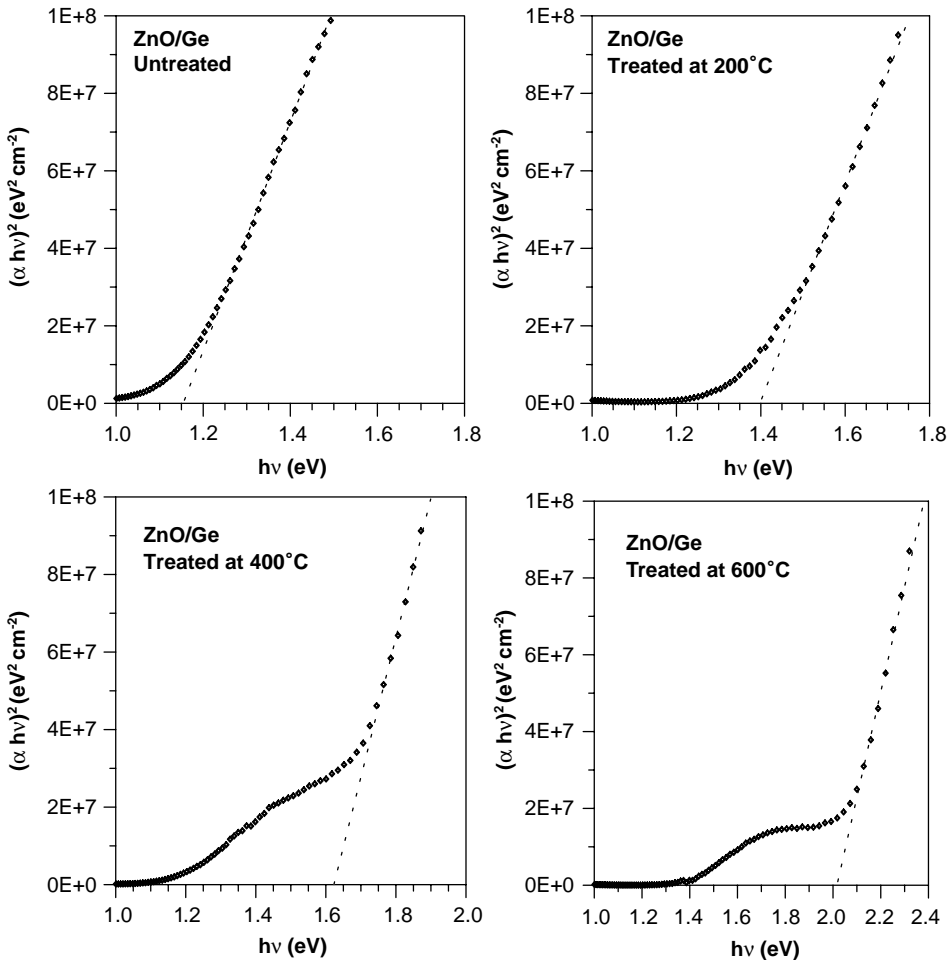 1E+8
ZnO/Ge
Untreated
8E+7
6E+7
4E+7
2E+7
0E+0
1.0 1.2 1.4 1.6 1.8
hν (eV)
(α hν)² (eV² cm⁻²)
1E+8
ZnO/Ge
Treated at 200°C
8E+7
6E+7
4E+7
2E+7
0E+0
1.0 1.2 1.4 1.6 1.8
hν (eV)
(α hν)² (eV² cm⁻²)
1E+8
ZnO/Ge
Treated at 400°C
8E+7
6E+7
4E+7
2E+7
0E+0
1.0 1.2 1.4 1.6 1.8 2.0
hν (eV)
(α hν)² (eV² cm⁻²)
1E+8
ZnO/Ge
Treated at 600°C
8E+7
6E+7
4E+7
2E+7
0E+0
1.0 1.2 1.4 1.6 1.8 2.0 2.2 2.4
hν (eV)
(α hν)² (eV² cm⁻²)